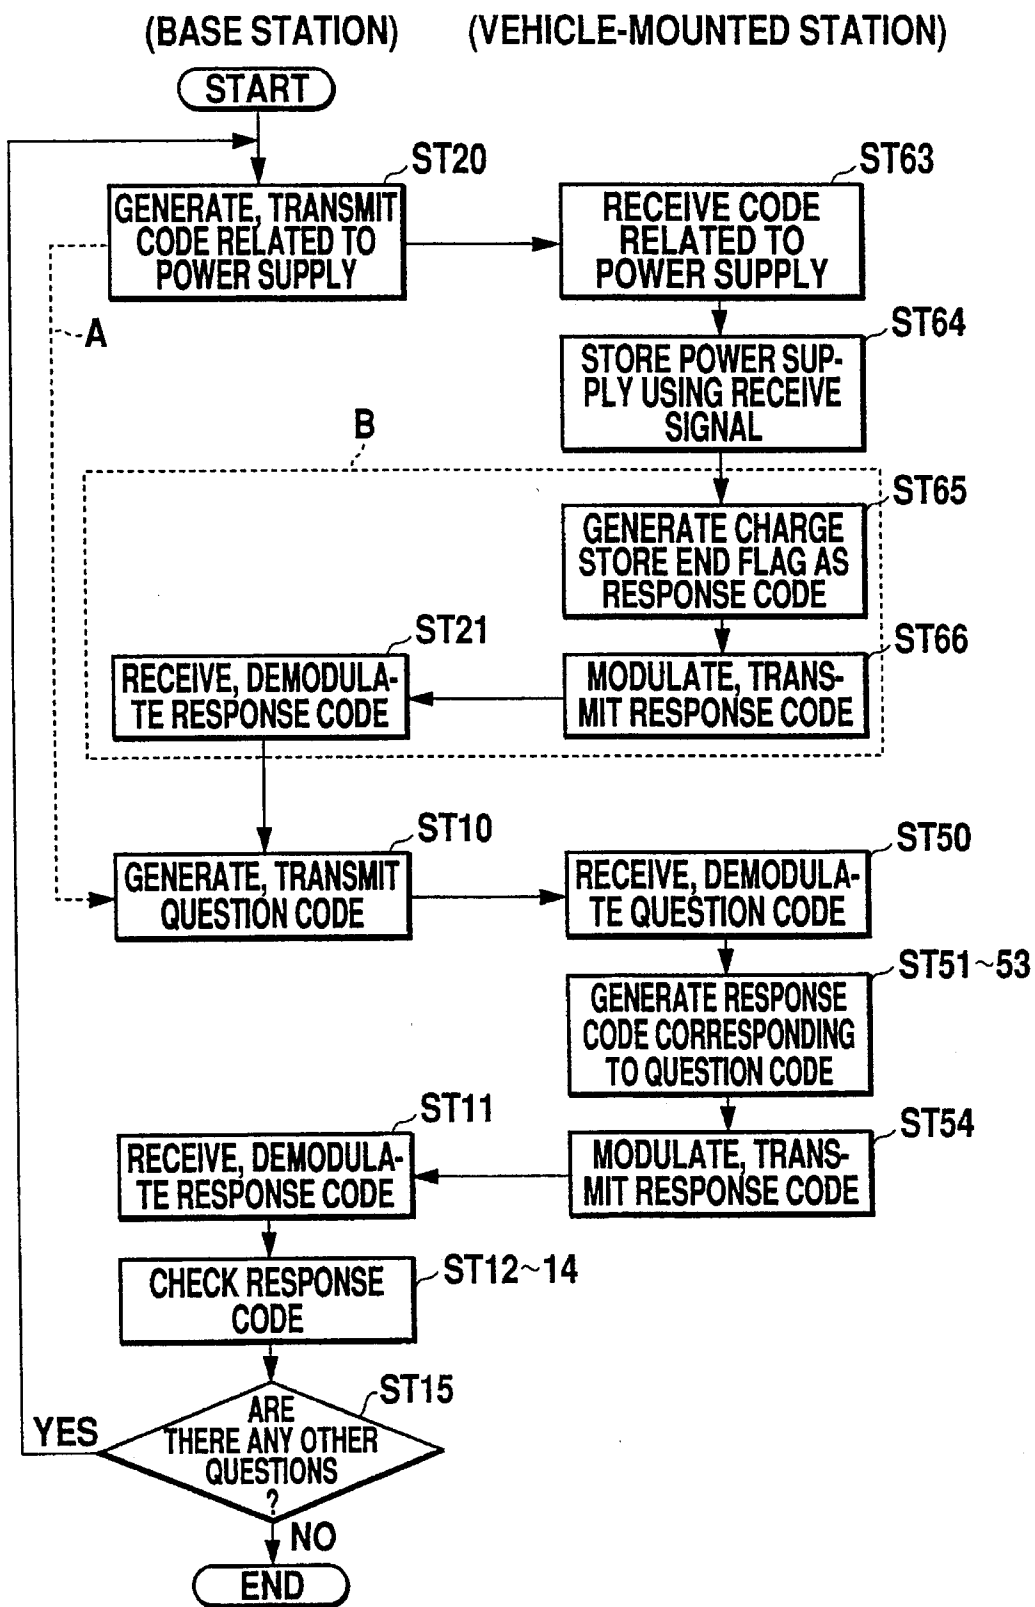 (BASE STATION)
(VEHICLE-MOUNTED STATION)
START
ST20
GENERATE, TRANSMIT
CODE RELATED TO
POWER SUPPLY
ST63
RECEIVE CODE
RELATED TO
POWER SUPPLY
A
ST64
STORE POWER SUP-
PLY USING RECEIVE
SIGNAL
B
ST65
GENERATE CHARGE
STORE END FLAG AS
RESPONSE CODE
ST21
RECEIVE, DEMODULA-
TE RESPONSE CODE
ST66
MODULATE, TRANS-
MIT RESPONSE CODE
ST10
GENERATE, TRANSMIT
QUESTION CODE
ST50
RECEIVE, DEMODULA-
TE QUESTION CODE
ST51~53
GENERATE RESPONSE
CODE CORRESPONDING
TO QUESTION CODE
ST11
RECEIVE, DEMODULA-
TE RESPONSE CODE
ST54
MODULATE, TRANS-
MIT RESPONSE CODE
ST12~14
CHECK RESPONSE
CODE
ST15
ARE
THERE ANY OTHER
QUESTIONS
?
YES
NO
END